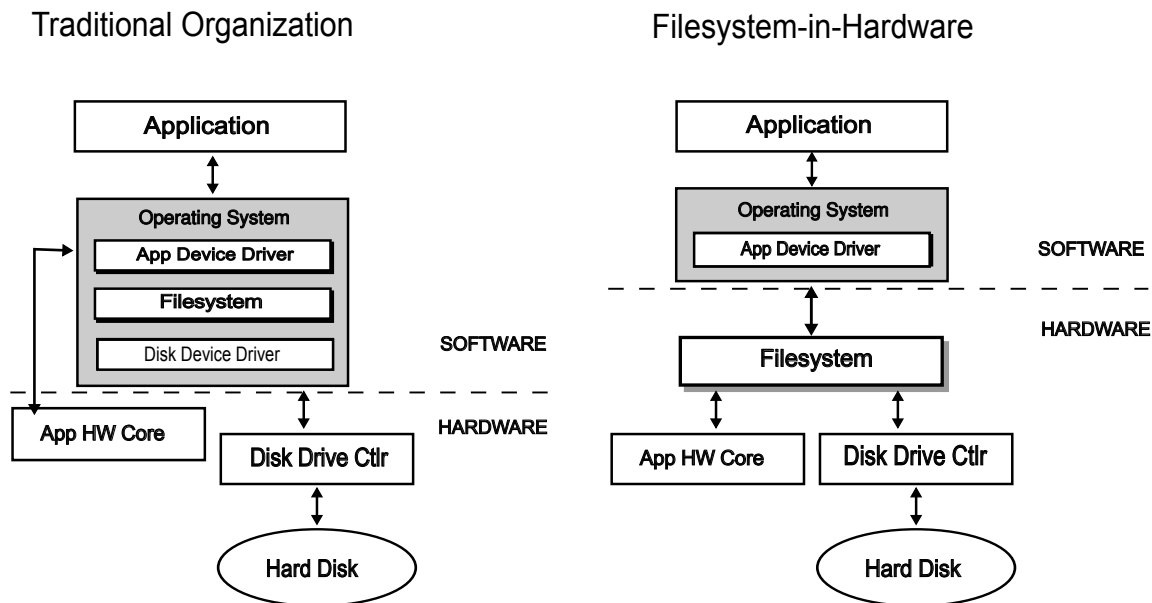 Traditional Organization
Application
Operating System
App Device Driver
Filesystem
Disk Device Driver
SOFTWARE
HARDWARE
App HW Core
Disk Drive Ctlr
Hard Disk
Filesystem-in-Hardware
Application
Operating System
App Device Driver
SOFTWARE
HARDWARE
Filesystem
App HW Core
Disk Drive Ctlr
Hard Disk